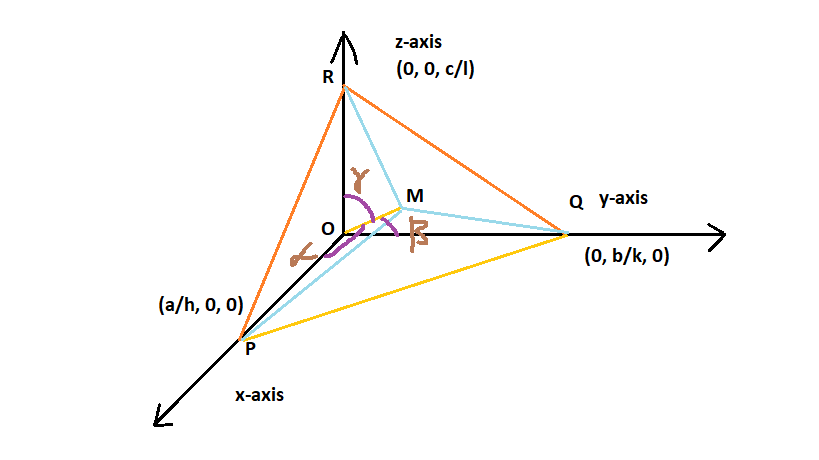 z-axis
(0, 0, c/l)
R
γ
M
Q
y-axis
O
β
α
(0, b/k, 0)
(a/h, 0, 0)
P
x-axis